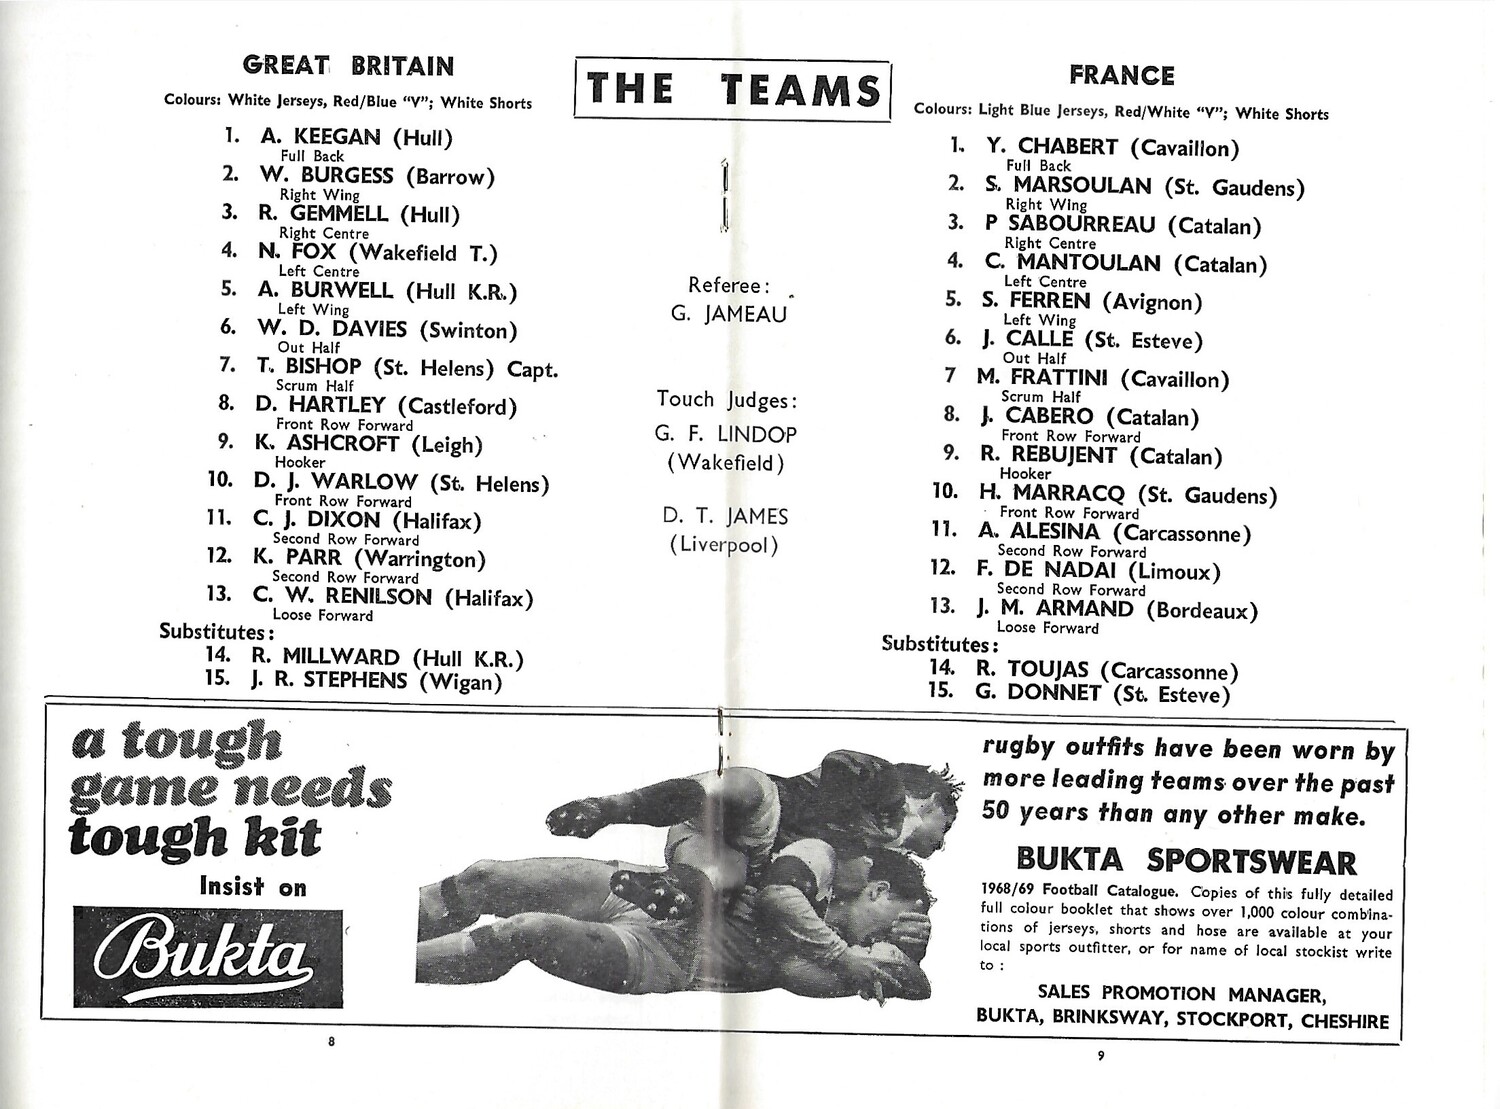 GREAT BRITAIN
Colours: White Jerseys, Red/Blue “V”; White Shorts
1. A. KEEGAN (Hull)
Full Back
2. W. BURGESS (Barrow)
Right Wing
3. R. GEMMELL (Hull)
Right Centre
4. N. FOX (Wakefield T.)
Left Centre
5. A. BURWELL (Hull K.R.)
Left Wing
6. W. D. DAVIES (Swinton)
Out Half
7. T. BISHOP (St. Helens) Capt.
Scrum Half
8. D. HARTLEY (Castleford)
Front Row Forward
9. K. ASHCROFT (Leigh)
Hooker
10. D. J. WARLOW (St. Helens)
Front Row Forward
11. C. J. DIXON (Halifax)
Second Row Forward
12. K. PARR (Warrington)
Second Row Forward
13. C. W. RENILSON (Halifax)
Loose Forward
Substitutes:
14. R. MILLWARD (Hull K.R.)
15. J. R. STEPHENS (Wigan)
THE TEAMS
Referee:
G. JAMEAU
Touch Judges:
G. F. LINDOP
(Wakefield)
D. T. JAMES
(Liverpool)
FRANCE
Colours: Light Blue Jerseys, Red/White “V”; White Shorts
1. Y. CHABERT (Cavaillon)
Full Back
2. S. MARSOULAN (St. Gaudens)
Right Wing
3. P SABOURREAU (Catalan)
Right Centre
4. C. MANTOULAN (Catalan)
Left Centre
5. S. FERREN (Avignon)
Left Wing
6. J. CALLE (St. Esteve)
Out Half
7 M. FRATTINI (Cavaillon)
Scrum Half
8. J. CABERO (Catalan)
Front Row Forward
9. R. REBUJENT (Catalan)
Hooker
10. H. MARRACQ (St. Gaudens)
Front Row Forward
11. A. ALESINA (Carcassonne)
Second Row Forward
12. F. DE NADAI (Limoux)
Second Row Forward
13. J. M. ARMAND (Bordeaux)
Loose Forward
Substitutes:
14. R. TOUJAS (Carcassonne)
15. G. DONNET (St. Esteve)
a tough
game needs
tough kit
Insist on
Bukta
rugby outfits have been worn by
more leading teams over the past
50 years than any other make.
BUKTA SPORTSWEAR
1968/69 Football Catalogue. Copies of this fully detailed
full colour booklet that shows over 1,000 colour combina-
tions of jerseys, shorts and hose are available at your
local sports outfitter, or for name of local stockist write
to :
SALES PROMOTION MANAGER,
BUKTA, BRINKSWAY, STOCKPORT, CHESHIRE
8
9